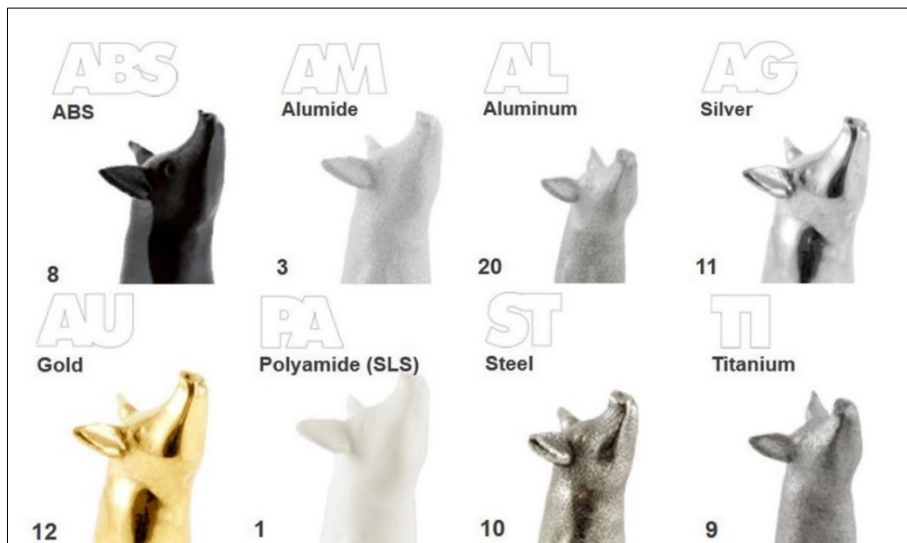 ABS AM AL AG
ABS Alumide Aluminum Silver
8 3 20 11
AU PA ST TI
Gold Polyamide (SLS) Steel Titanium
12 1 10 9